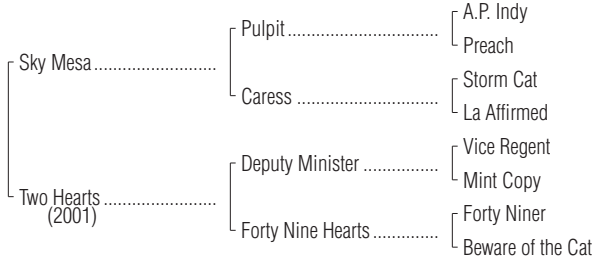 A.P. Indy
Pulpit.................................
Preach
Sky Mesa..........................
Storm Cat
Caress ..............................
La Affirmed
Vice Regent
Deputy Minister ................
Mint Copy
Two Hearts........................
(2001)
Forty Niner
Forty Nine Hearts..............
Beware of the Cat